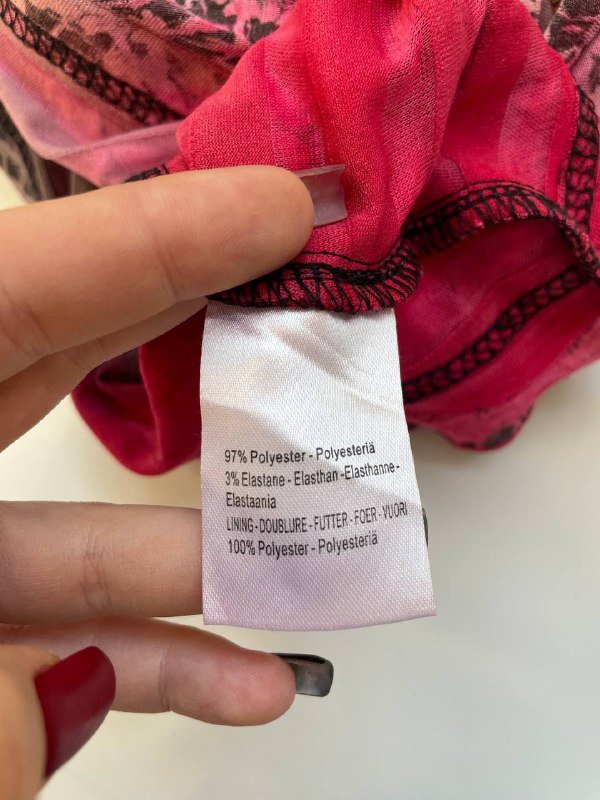 97% Polyester - Polyesteriä
3% Elastane - Elasthan -Elasthanne-
Elastaania
LINING - DOUBLURE - FUTTER - FOER - VUORI
100% Polyester - Polyesteriä